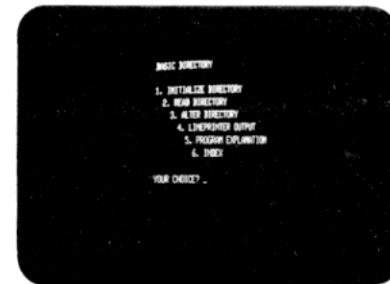 BASIC DIRECTORY
1. INITIALIZE DIRECTORY
2. READ DIRECTORY
3. ALTER DIRECTORY
4. LINEPRINTER OUTPUT
5. PROGRAM EXPLANATION
6. INDEX
YOUR CHOICE? _